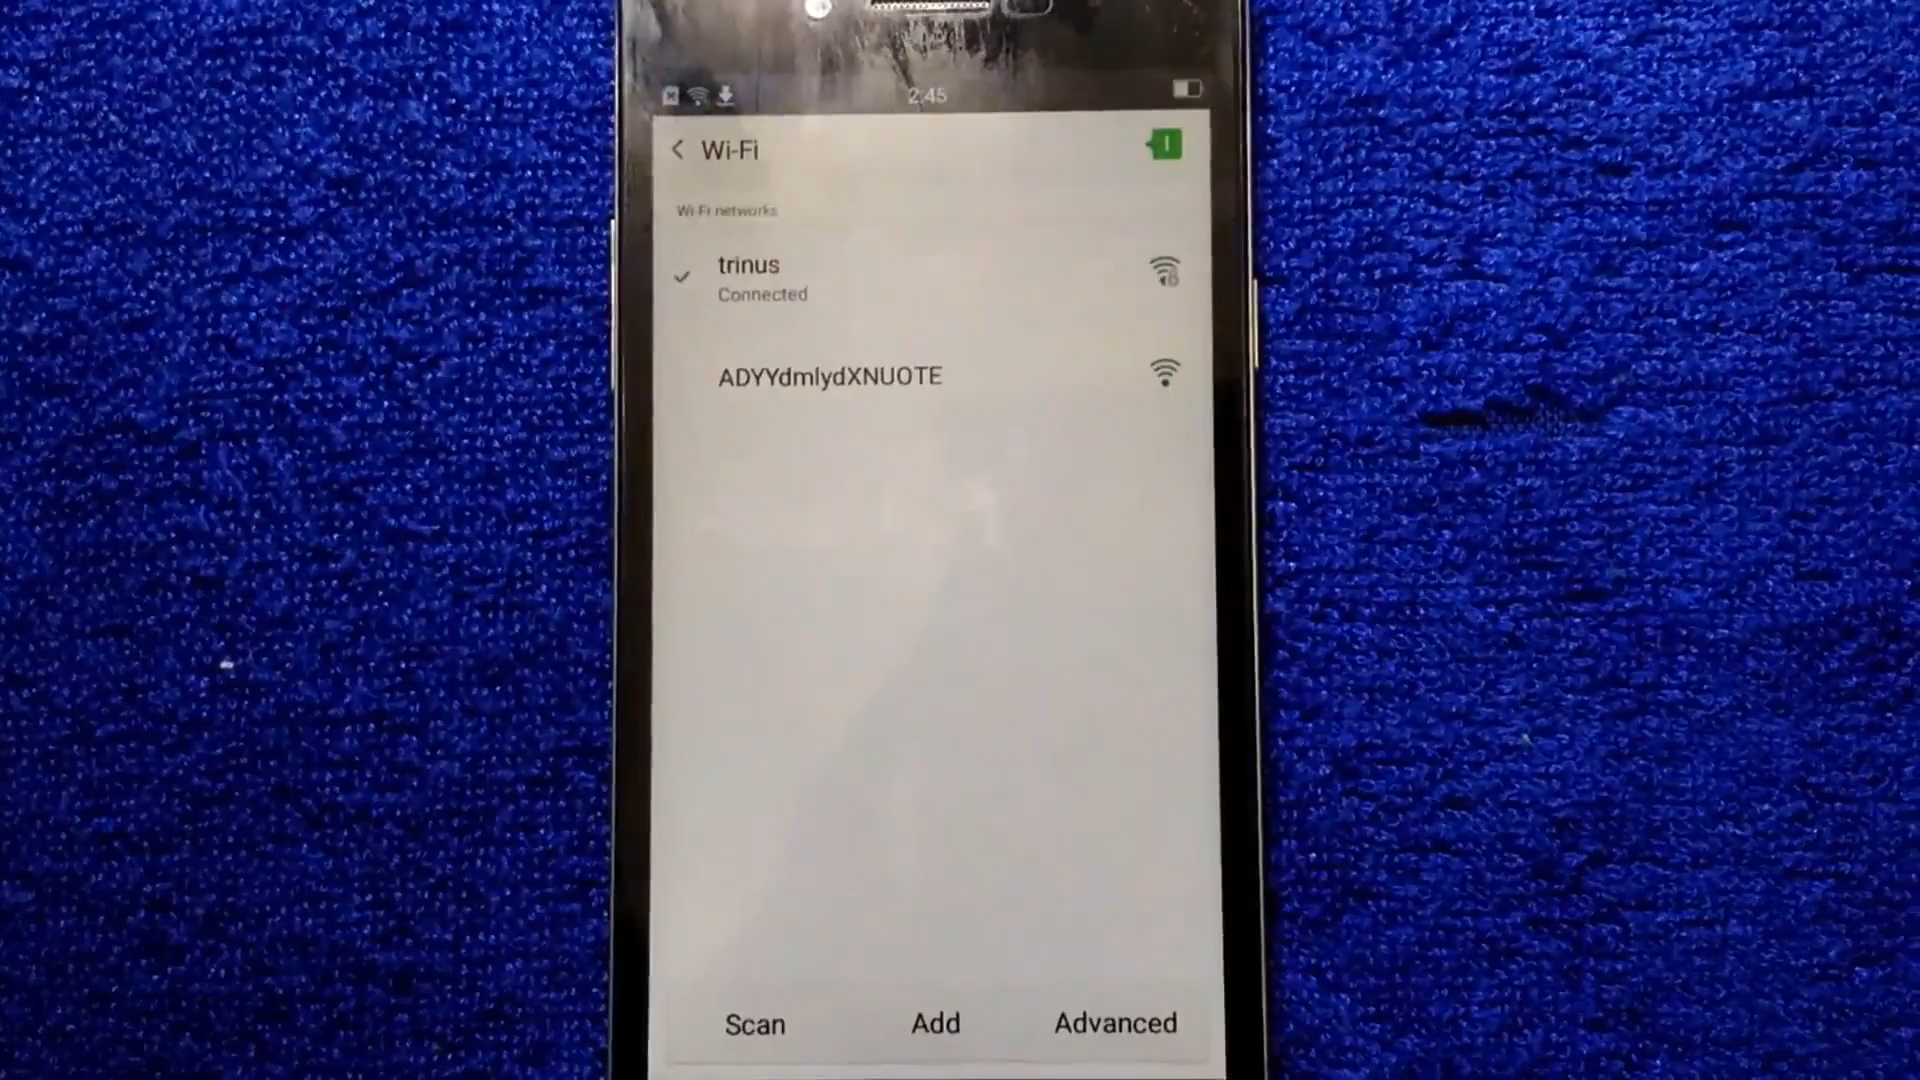 2:45
Wi-Fi
Wi-Fi networks
trinus
Connected
ADYYdmlydXNUOTE
Scan Add Advanced